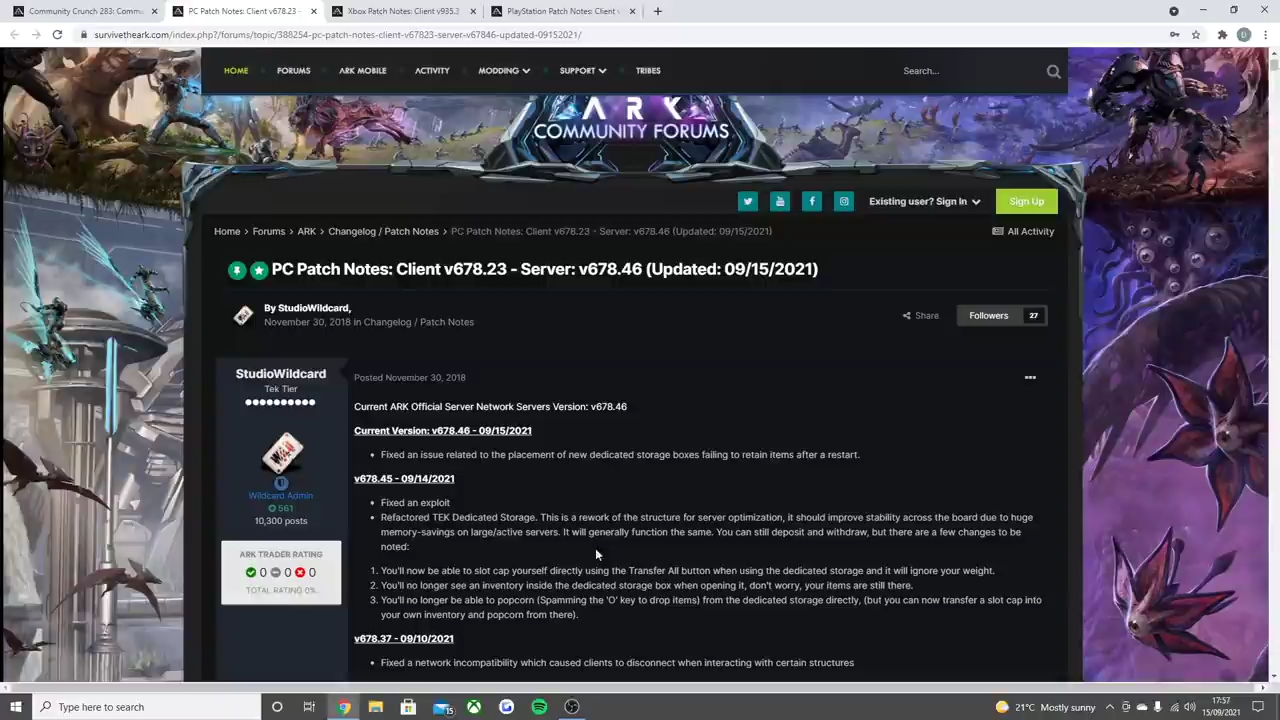 Community Crunch 283: Commu
PC Patch Notes: Client v678.23 -
Xbox Patch Notes: Client v935.3
PlayStation Patch Notes: Client v
survivetheark.com/index.php?/forums/topic/388254-pc-patch-notes-client-v67823-server-v67846-updated-09152021/
HOME
FORUMS
ARK MOBILE
ACTIVITY
MODDING
SUPPORT
TRIBES
Search...
ARK
COMMUNITY FORUMS
Existing user? Sign In
Sign Up
Home > Forums > ARK > Changelog / Patch Notes > PC Patch Notes: Client v678.23 - Server: v678.46 (Updated: 09/15/2021)
All Activity
PC Patch Notes: Client v678.23 - Server: v678.46 (Updated: 09/15/2021)
By StudioWildcard,
November 30, 2018 in Changelog / Patch Notes
Share
Followers 27
StudioWildcard
Tek Tier
Wildcard Admin
561
10,300 posts
ARK TRADER RATING
0 0 0
TOTAL RATING 0%
Posted November 30, 2018
Current ARK Official Server Network Servers Version: v678.46
Current Version: v678.46 - 09/15/2021
• Fixed an issue related to the placement of new dedicated storage boxes failing to retain items after a restart.
v678.45 - 09/14/2021
• Fixed an exploit
• Refactored TEK Dedicated Storage. This is a rework of the structure for server optimization, it should improve stability across the board due to huge
memory-savings on large/active servers. It will generally function the same. You can still deposit and withdraw, but there are a few changes to be
noted:
1. You'll now be able to slot cap yourself directly using the Transfer All button when using the dedicated storage and it will ignore your weight.
2. You'll no longer see an inventory inside the dedicated storage box when opening it, don't worry, your items are still there.
3. You'll no longer be able to popcorn (Spamming the 'O' key to drop items) from the dedicated storage directly, (but you can now transfer a slot cap into
your own inventory and popcorn from there).
v678.37 - 09/10/2021
• Fixed a network incompatibility which caused clients to disconnect when interacting with certain structures
Type here to search
15
21°C Mostly sunny
17:57
15/09/2021